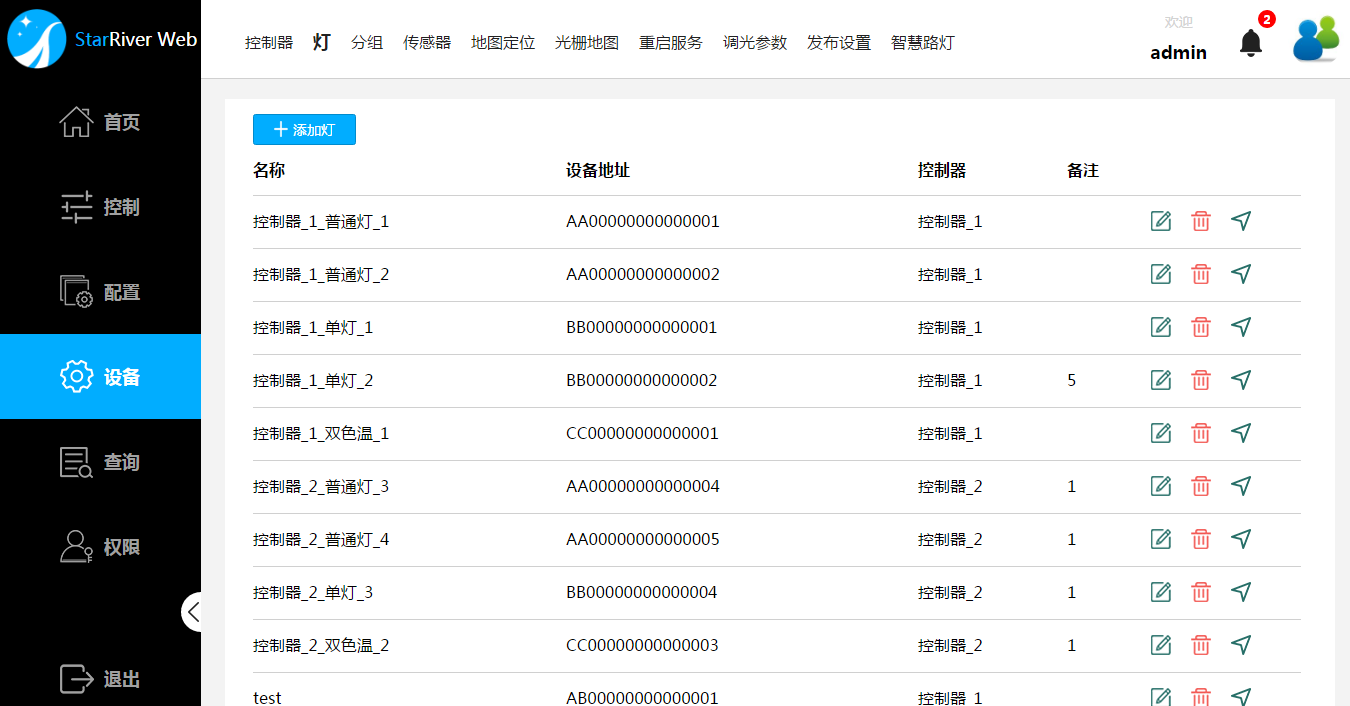 StarRiver Web
首页
控制
配置
设备
查询
权限
退出
控制器 灯 分组 传感器 地图定位 光栅地图 重启服务 调光参数 发布设置 智慧路灯
欢迎
admin
2
添加灯
名称 设备地址 控制器 备注
控制器_1_普通灯_1 AA00000000000001 控制器_1
控制器_1_普通灯_2 AA00000000000002 控制器_1
控制器_1_单灯_1 BB00000000000001 控制器_1
控制器_1_单灯_2 BB00000000000002 控制器_1 5
控制器_1_双色温_1 CC00000000000001 控制器_1
控制器_2_普通灯_3 AA00000000000004 控制器_2 1
控制器_2_普通灯_4 AA00000000000005 控制器_2 1
控制器_2_单灯_3 BB00000000000004 控制器_2 1
控制器_2_双色温_2 CC00000000000003 控制器_2 1
test AB00000000000001 控制器_1